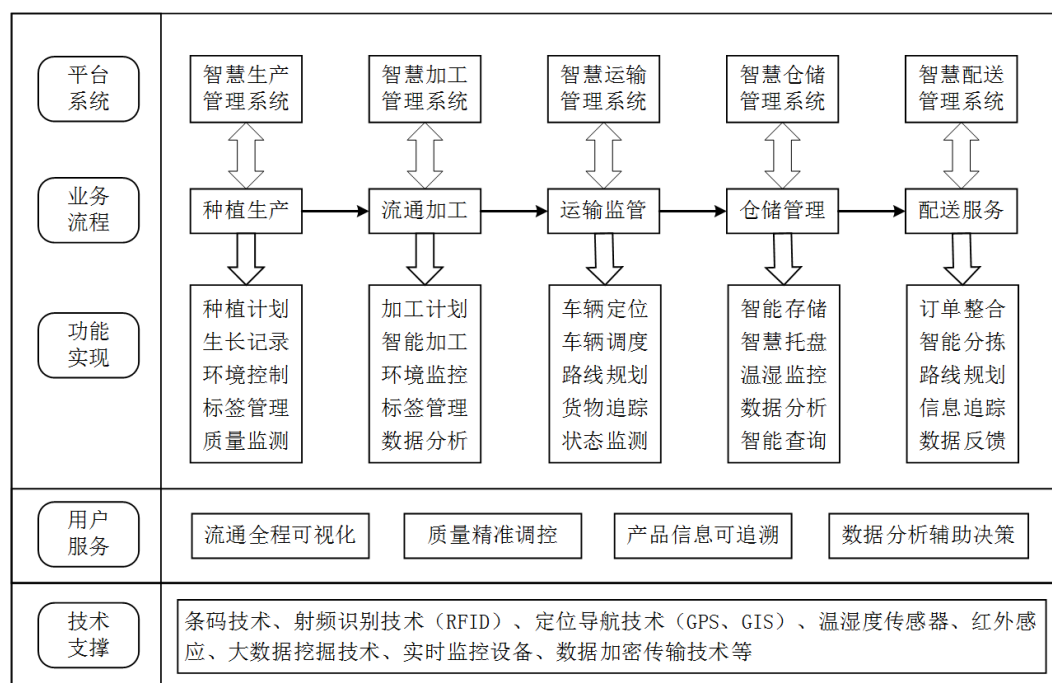 平台
系统
智慧生产
管理系统
智慧加工
管理系统
智慧运输
管理系统
智慧仓储
管理系统
智慧配送
管理系统
业务
流程
种植生产
流通加工
运输监管
仓储管理
配送服务
功能
实现
种植计划
生长记录
环境控制
标签管理
质量监测
加工计划
智能加工
环境监控
标签管理
数据分析
车辆定位
车辆调度
路线规划
货物追踪
状态监测
智能存储
智慧托盘
温湿监控
数据分析
智能查询
订单整合
智能分拣
路线规划
信息追踪
数据反馈
用户
服务
流通全程可视化
质量精准调控
产品信息可追溯
数据分析辅助决策
技术
支撑
条码技术、射频识别技术（RFID）、定位导航技术（GPS、GIS）、温湿度传感器、红外感
应、大数据挖掘技术、实时监控设备、数据加密传输技术等